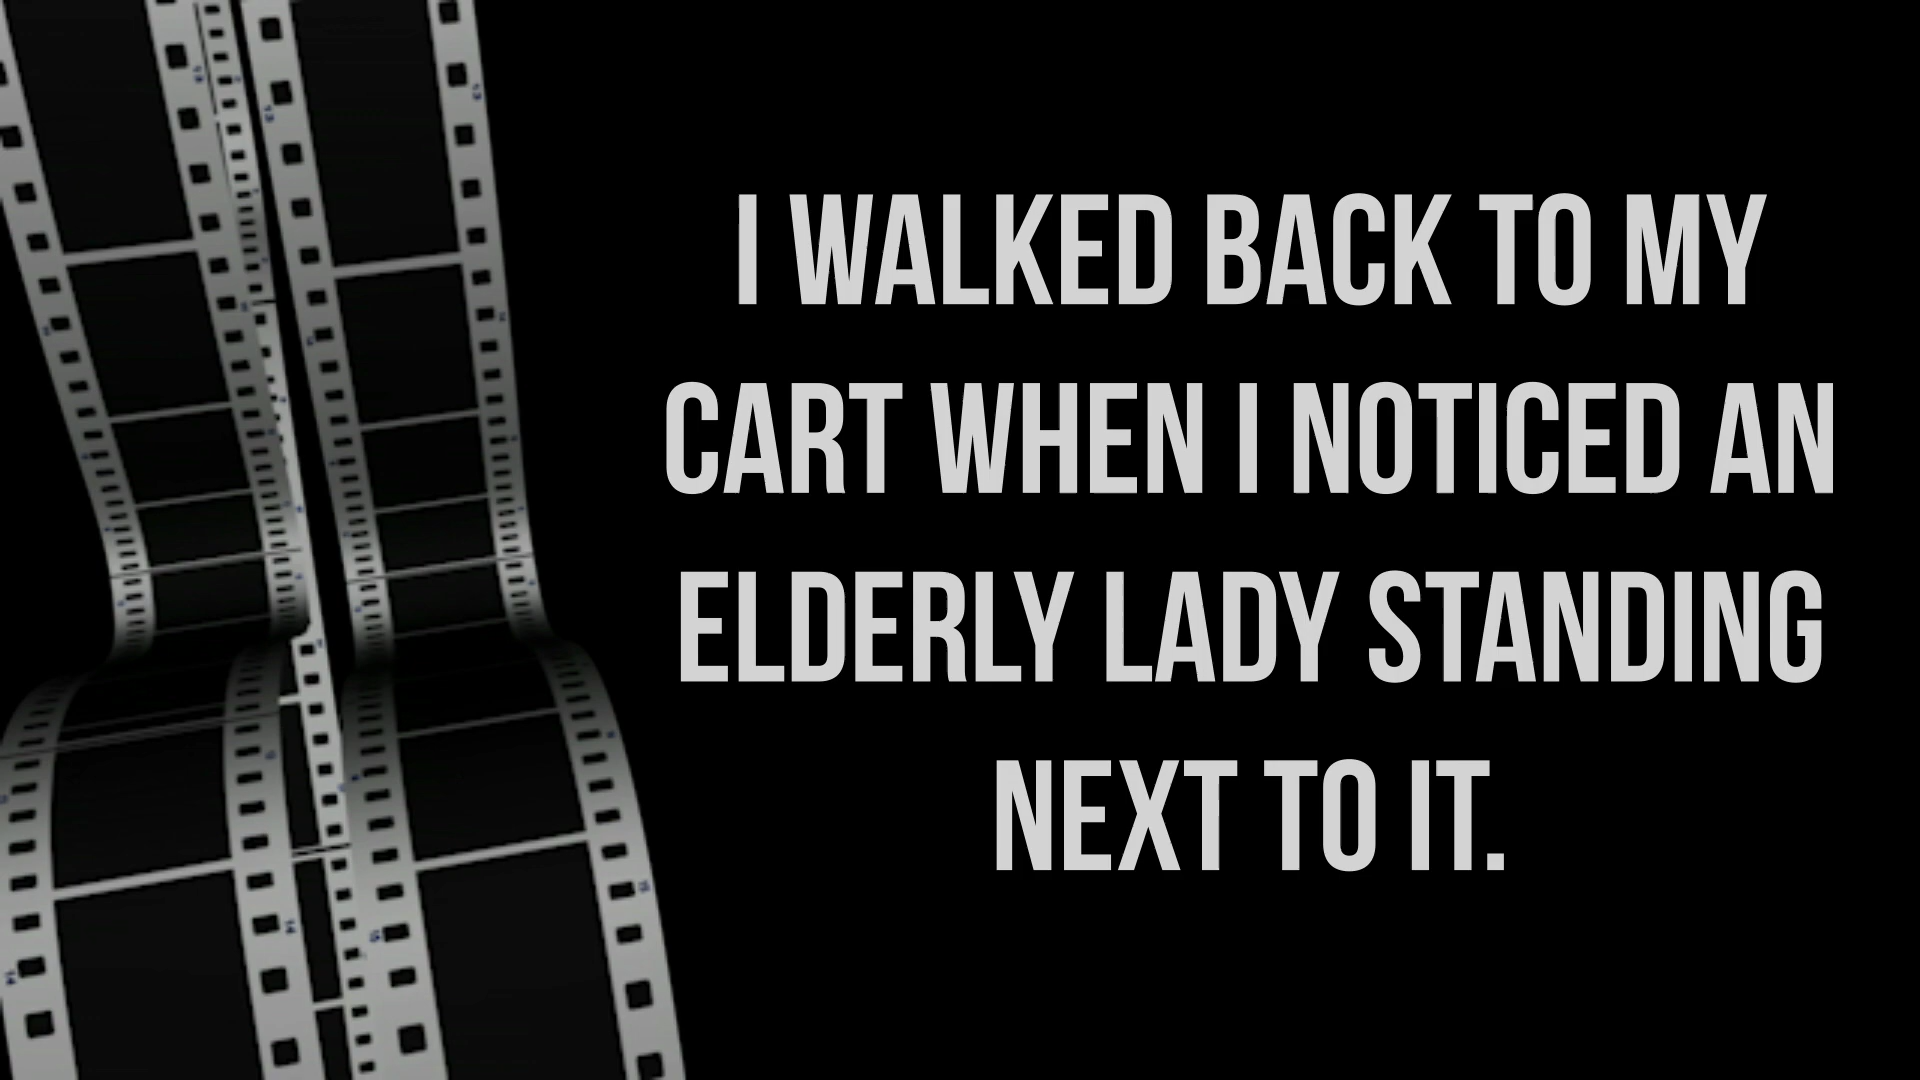 I WALKED BACK TO MY
CART WHEN I NOTICED AN
ELDERLY LADY STANDING
NEXT TO IT.